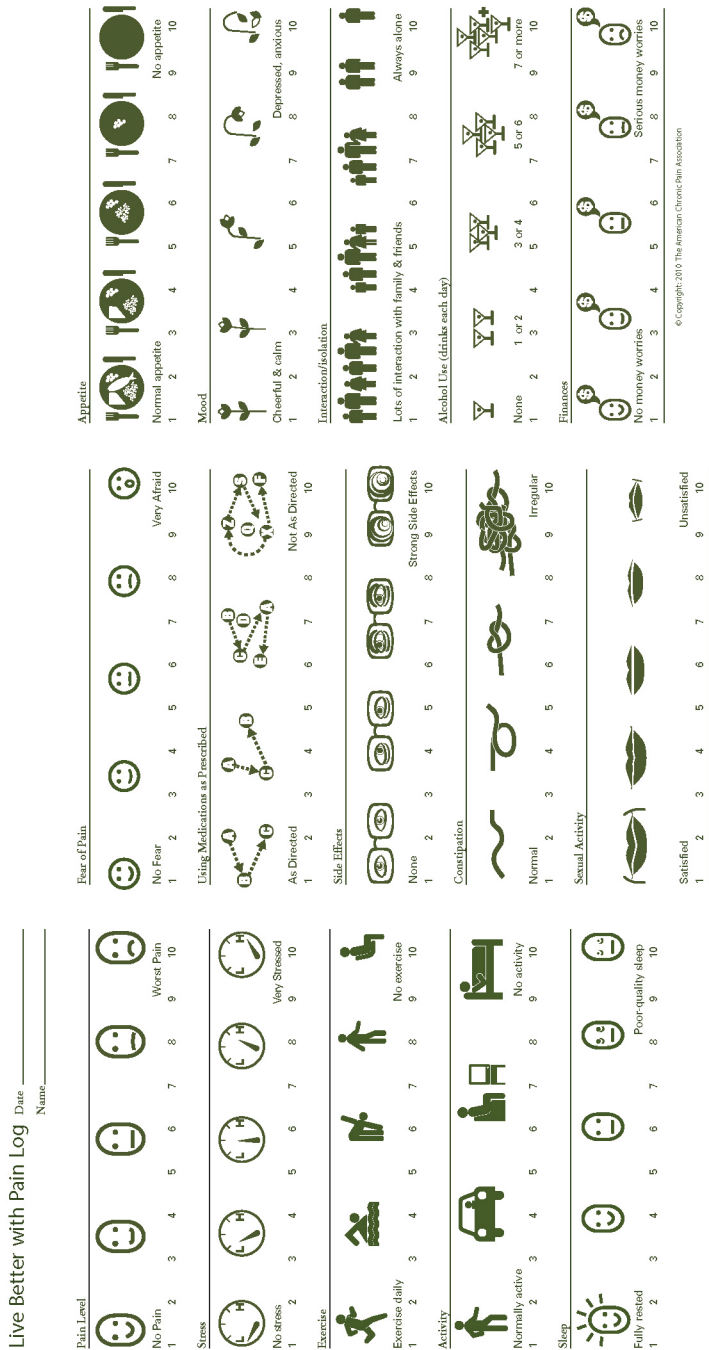 Live Better with Pain Log
Date
Name
Pain Level
No Pain Worst Pain
1 2 3 4 5 6 7 8 9 10
Stress
L H L H L H L H L H
No stress Very Stressed
1 2 3 4 5 6 7 8 9 10
Exercise
Exercise daily No exercise
1 2 3 4 5 6 7 8 9 10
Activity
Normally active No activity
1 2 3 4 5 6 7 8 9 10
Sleep
Fully rested Poor-quality sleep
1 2 3 4 5 6 7 8 9 10
Fear of Pain
No Fear Very Afraid
1 2 3 4 5 6 7 8 9 10
Using Medications as Prescribed
A B C A C
As Directed Not As Directed
1 2 3 4 5 6 7 8 9 10
Side Effects
None Strong Side Effects
1 2 3 4 5 6 7 8 9 10
Constipation
Normal Irregular
1 2 3 4 5 6 7 8 9 10
Sexual Activity
Satisfied Unsatisfied
1 2 3 4 5 6 7 8 9 10
Appetite
Normal appetite No appetite
1 2 3 4 5 6 7 8 9 10
Mood
Cheerful & calm Depressed, anxious
1 2 3 4 5 6 7 8 9 10
Interaction/isolation
Lots of interaction with family & friends Always alone
1 2 3 4 5 6 7 8 9 10
Alcohol Use (drinks each day)
+
None 1 or 2 3 or 4 5 or 6 7 or more
1 2 3 4 5 6 7 8 9 10
Finances
No money worries Serious money worries
1 2 3 4 5 6 7 8 9 10
© Copyright: 2010 The American Chronic Pain Association